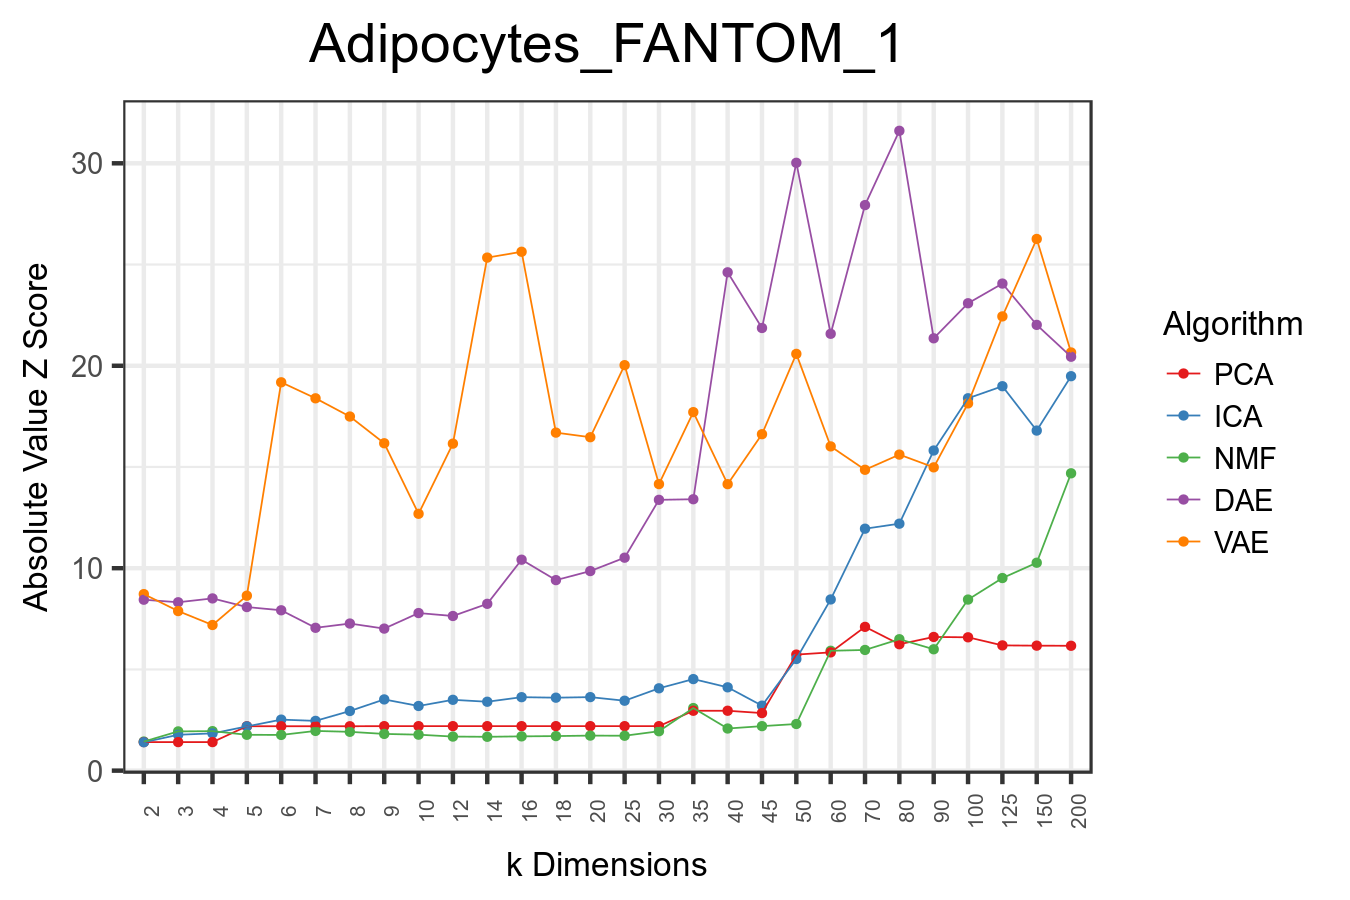 Adipocytes_FANTOM_1
Absolute Value Z Score
30
20
10
0
2 3 4 5 6 7 8 9 10 12 14 16 18 20 25 30 35 40 45 50 60 70 80 90 100 125 150 200
k Dimensions
Algorithm
PCA
ICA
NMF
DAE
VAE